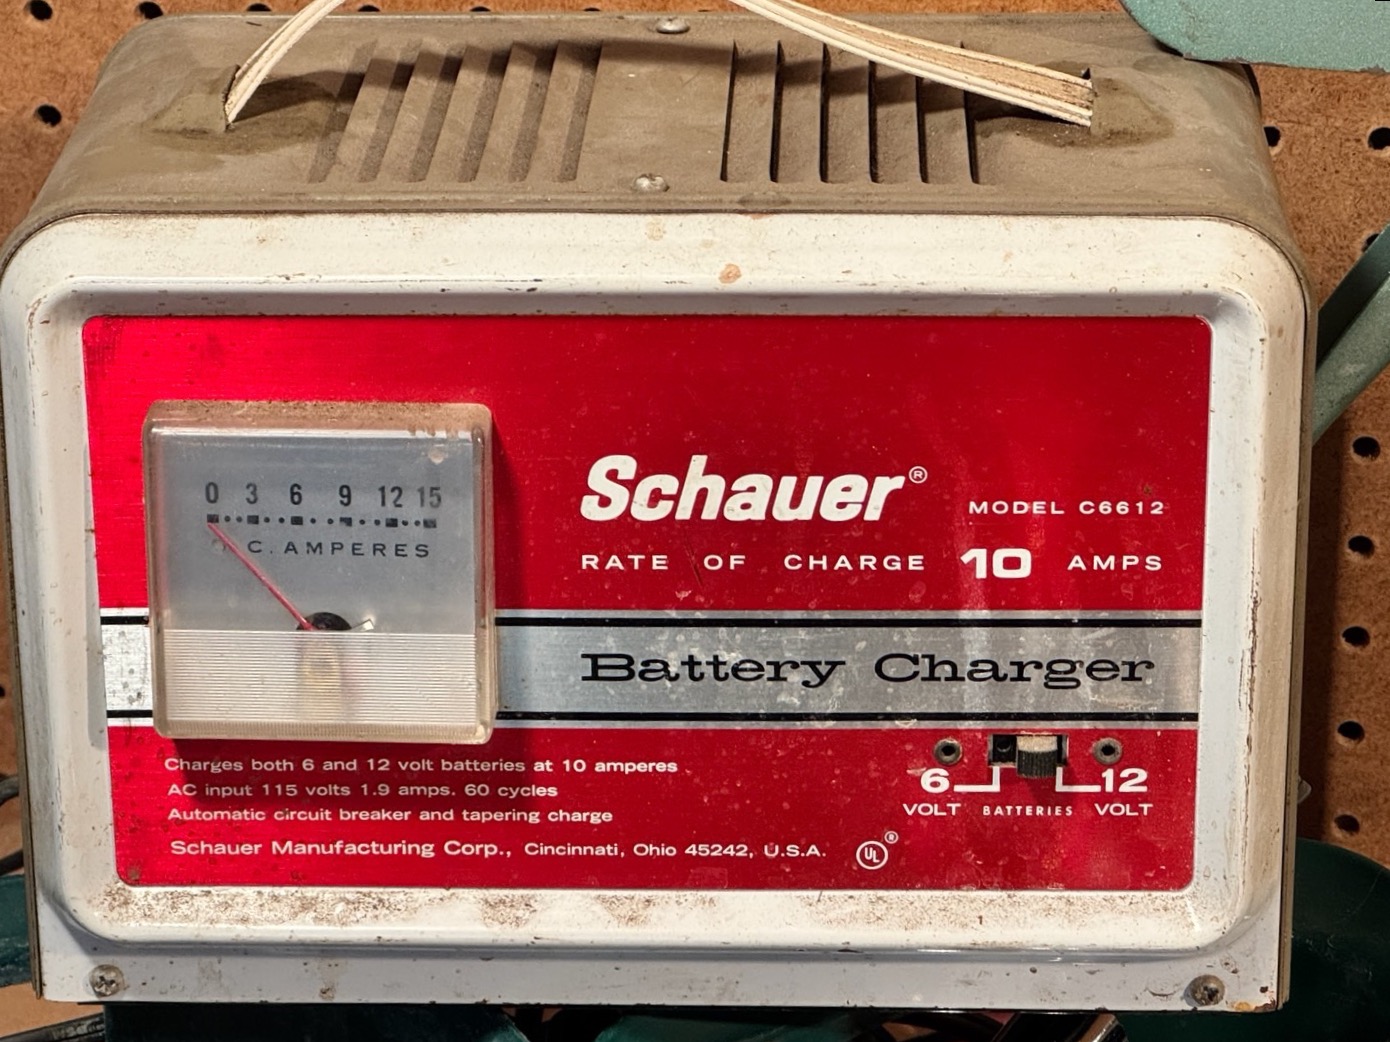 0 3 6 9 12 15
C. AMPERES
Schauer®
MODEL C6612
RATE OF CHARGE 10 AMPS
Battery Charger
Charges both 6 and 12 volt batteries at 10 amperes
AC input 115 volts 1.9 amps. 60 cycles
Automatic circuit breaker and tapering charge
Schauer Manufacturing Corp., Cincinnati, Ohio 45242, U.S.A.
UL®
6 12
VOLT BATTERIES VOLT